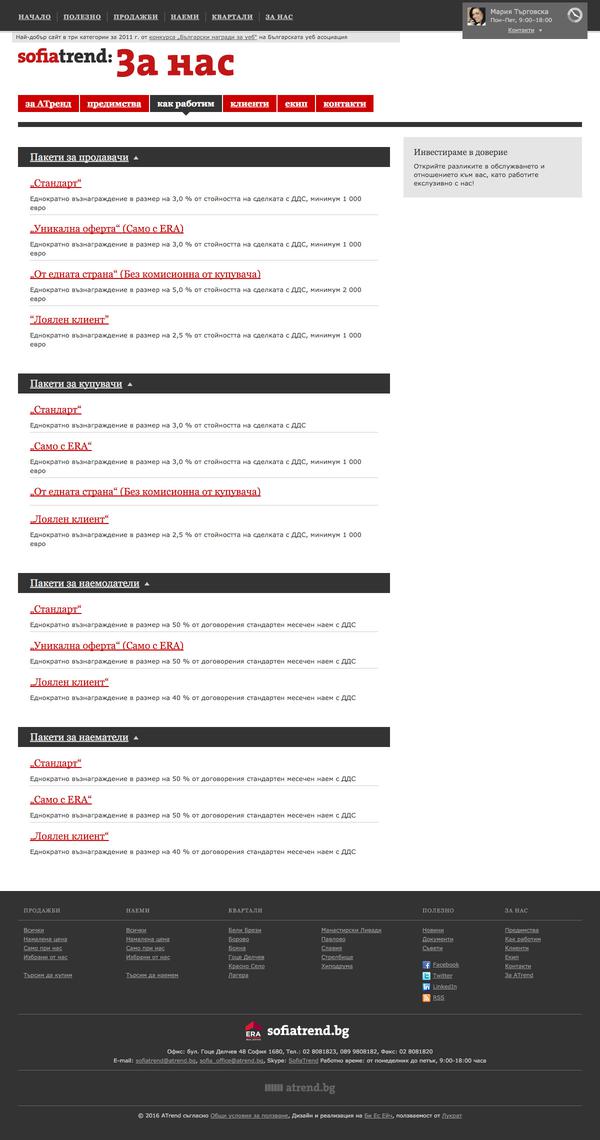 НАЧАЛО ПОЛЕЗНО ПРОДАЖБИ НАЕМИ КВАРТАЛИ ЗА НАС
Мария Търговска
Пон–Пет, 9:00–18:00
Контакти
Най-добър сайт в три категории за 2011 г. от конкурса „Български награди за уеб“ на Българската уеб асоциация
sofiatrend: За нас
за АТренд предимства как работим клиенти екип контакти
Инвестираме в доверие
Открийте разликите в обслужването и
отношението към вас, като работите
ексклузивно с нас!
Пакети за продавачи
„Стандарт“
Еднократно възнаграждение в размер на 3,0 % от стойността на сделката с ДДС, минимум 1 000
евро
„Уникална оферта“ (Само с ERA)
Еднократно възнаграждение в размер на 3,0 % от стойността на сделката с ДДС, минимум 1 000
евро
„От едната страна“ (Без комисионна от купувача)
Еднократно възнаграждение в размер на 5,0 % от стойността на сделката с ДДС, минимум 2 000
евро
“Лоялен клиент”
Еднократно възнаграждение в размер на 2,5 % от стойността на сделката с ДДС, минимум 1 000
евро
Пакети за купувачи
„Стандарт“
Еднократно възнаграждение в размер на 3,0 % от стойността на сделката с ДДС
„Само с ERA“
Еднократно възнаграждение в размер на 3,0 % от стойността на сделката с ДДС, минимум 1 000
евро
„От едната страна“ (Без комисионна от купувача)
„Лоялен клиент“
Еднократно възнаграждение в размер на 2,5 % от стойността на сделката с ДДС, минимум 1 000
евро
Пакети за наемодатели
„Стандарт“
Еднократно възнаграждение в размер на 50 % от договорения стандартен месечен наем с ДДС
„Уникална оферта“ (Само с ERA)
Еднократно възнаграждение в размер на 50 % от договорения стандартен месечен наем с ДДС
„Лоялен клиент“
Еднократно възнаграждение в размер на 40 % от договорения стандартен месечен наем с ДДС
Пакети за наематели
„Стандарт“
Еднократно възнаграждение в размер на 50 % от договорения стандартен месечен наем с ДДС
„Само с ERA“
Еднократно възнаграждение в размер на 50 % от договорения стандартен месечен наем с ДДС
„Лоялен клиент“
Еднократно възнаграждение в размер на 40 % от договорения стандартен месечен наем с ДДС
ПРОДАЖБИ НАЕМИ КВАРТАЛИ ПОЛЕЗНО ЗА НАС
Всички Всички Бели Брези Манастирски Ливади Новини Предимства
Намалена цена Намалена цена Борово Павлово Документи Как работим
Само при нас Само при нас Бояна Славия Съвети Клиенти
Избрани от нас Избрани от нас Гоце Делчев Стрелбище Екип
Красно Село Хиподрума Facebook Контакти
Търсим да купим Търсим да наемем Лагера Twitter За ATrend
LinkedIn
RSS
ERA sofiatrend.bg
Офис: бул. Гоце Делчев 48 София 1680, Тел.: 02 8081823, 089 9808182, Факс: 02 8081820
E-mail: sofiatrend@atrend.bg, sofia_office@atrend.bg, Skype: SofiaTrend Работно време: от понеделник до петък, 9:00-18:00 часа
atrend.bg
© 2016 ATrend съгласно Общи условия за ползване, Дизайн и реализация на Би Ес Ейч, ползваемост от Лукрат